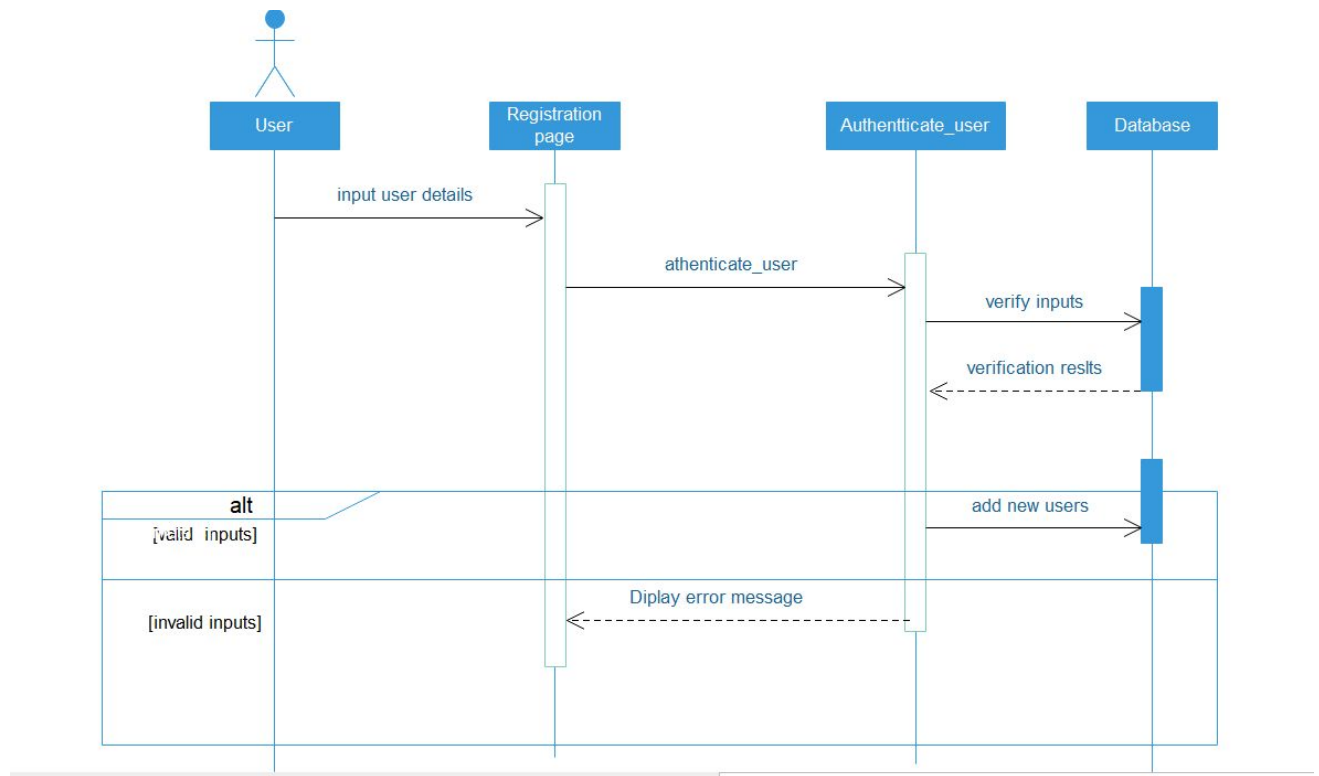 User
Registration
page
Authentticate_user
Database
input user details
athenticate_user
verify inputs
verification reslts
alt
add new users
[valid inputs]
Diplay error message
[invalid inputs]